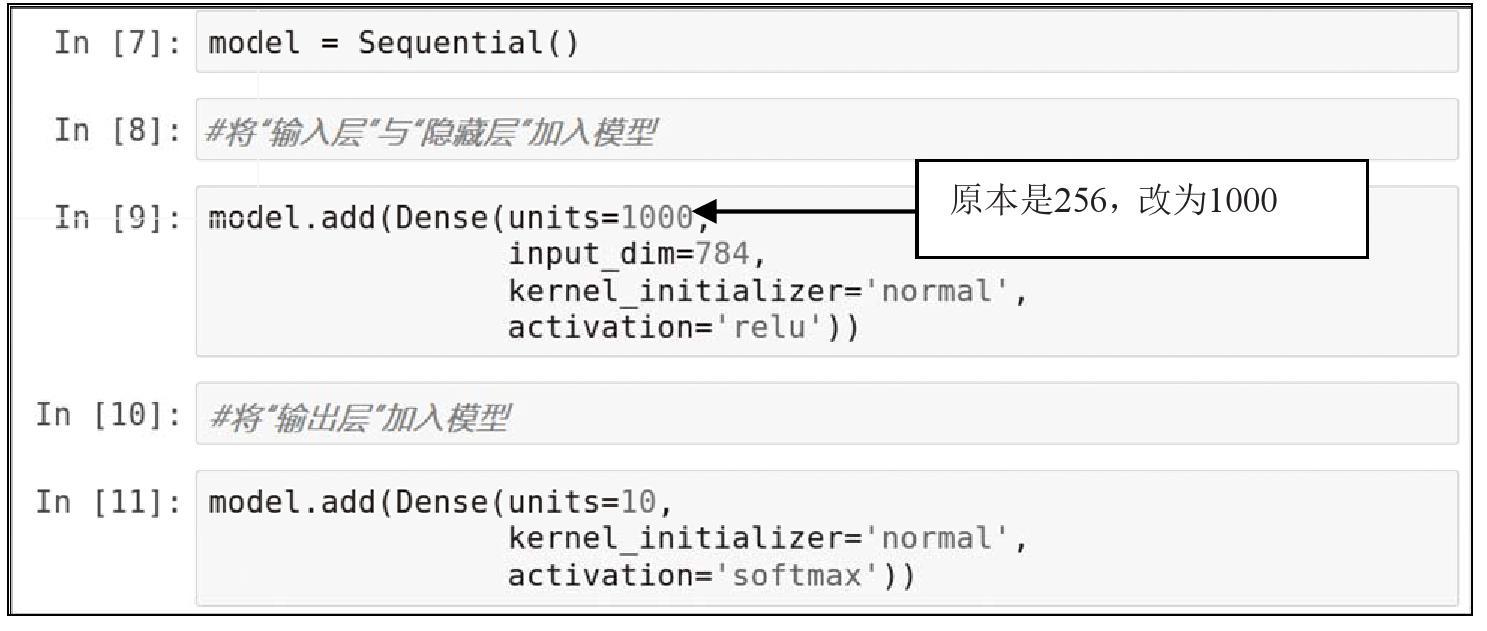 In [7]: model = Sequential()
In [8]: #将“输入层”与“隐藏层”加入模型
原本是256，改为1000
In [9]: model.add(Dense(units=1000,
input_dim=784,
kernel_initializer='normal',
activation='relu'))
In [10]: #将“输出层”加入模型
In [11]: model.add(Dense(units=10,
kernel_initializer='normal',
activation='softmax'))